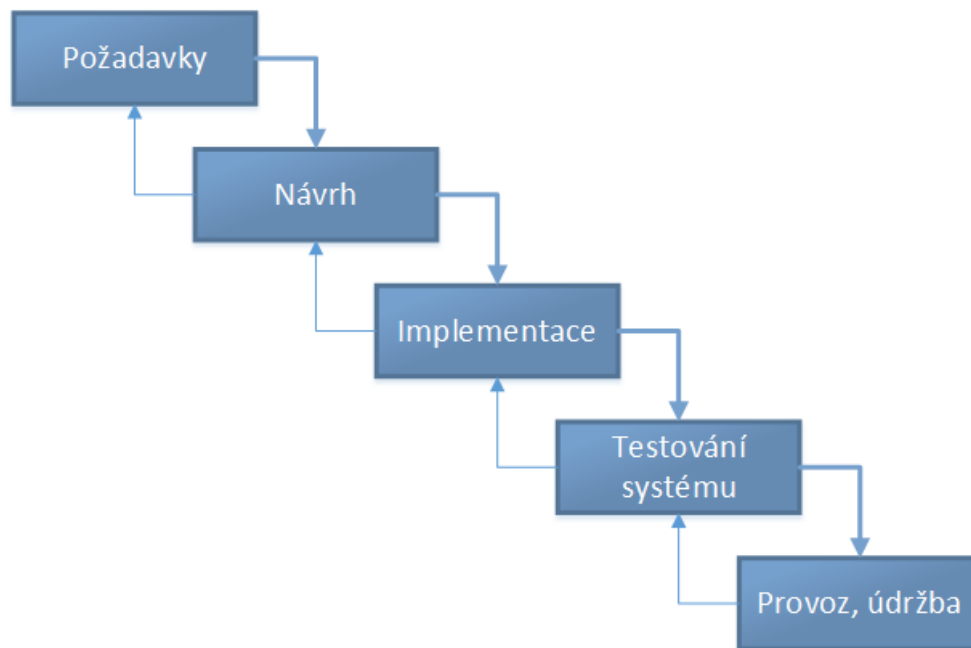 Požadavky
Návrh
Implementace
Testování
systému
Provoz, údržba